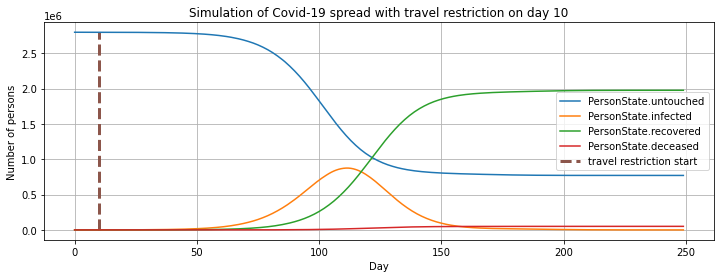 Simulation of Covid-19 spread with travel restriction on day 10
1e6
2.5
2.0
1.5
1.0
0.5
0.0
Number of persons
PersonState.untouched
PersonState.infected
PersonState.recovered
PersonState.deceased
travel restriction start
0
50
100
150
200
250
Day